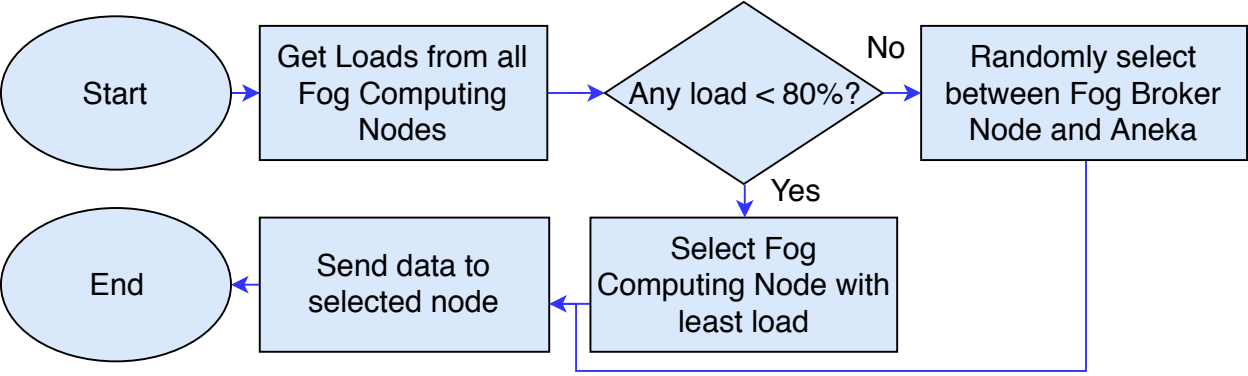 Start
Get Loads from all
Fog Computing
Nodes
Any load < 80%?
No
Randomly select
between Fog Broker
Node and Aneka
Yes
Select Fog
Computing Node with
least load
Send data to
selected node
End